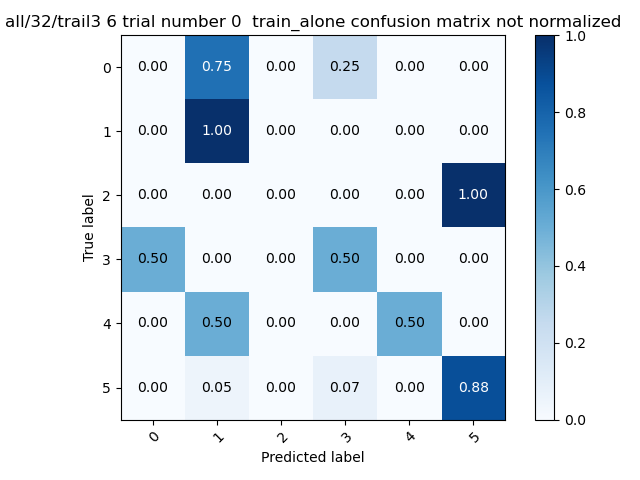 all/32/trail3 6 trial number 0  train_alone confusion matrix not normalized
True label
0 0.00 0.75 0.00 0.25 0.00 0.00
1 0.00 1.00 0.00 0.00 0.00 0.00
2 0.00 0.00 0.00 0.00 0.00 1.00
3 0.50 0.00 0.00 0.50 0.00 0.00
4 0.00 0.50 0.00 0.00 0.50 0.00
5 0.00 0.05 0.00 0.07 0.00 0.88
0 1 2 3 4 5
Predicted label
1.0
0.8
0.6
0.4
0.2
0.0